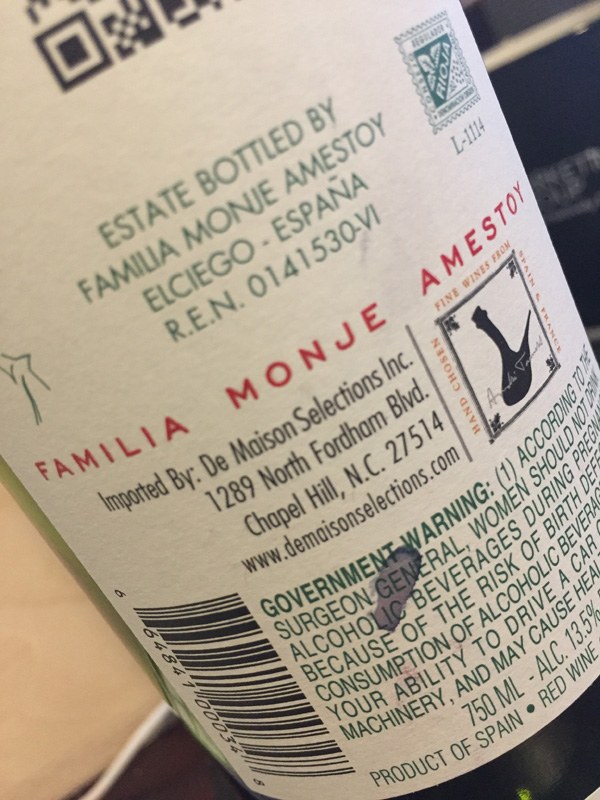 REGULADOR
RIOJA
DENOMINACION ORIGEN
L-1114
ESTATE BOTTLED BY
FAMILIA MONJE AMESTOY
ELCIEGO - ESPAÑA
R.E.N. 0141530-VI
FAMILIA MONJE AMESTOY
Imported By: De Maison Selections Inc.
1289 North Fordham Blvd.
Chapel Hill, N.C. 27514
www.demaisonselections.com
HAND CHOSEN
FINE WINES FROM
SPAIN & FRANCE
GOVERNMENT WARNING: (1) ACCORDING TO THE
SURGEON GENERAL, WOMEN SHOULD NOT
ALCOHOLIC BEVERAGES DURING
BECAUSE OF THE RISK OF BIRTH
CONSUMPTION OF ALCOHOLIC
YOUR ABILITY TO DRIVE A CAR
MACHINERY, AND MAY CAUSE
750 ML - ALC. 13.5%
PRODUCT OF SPAIN • RED WINE